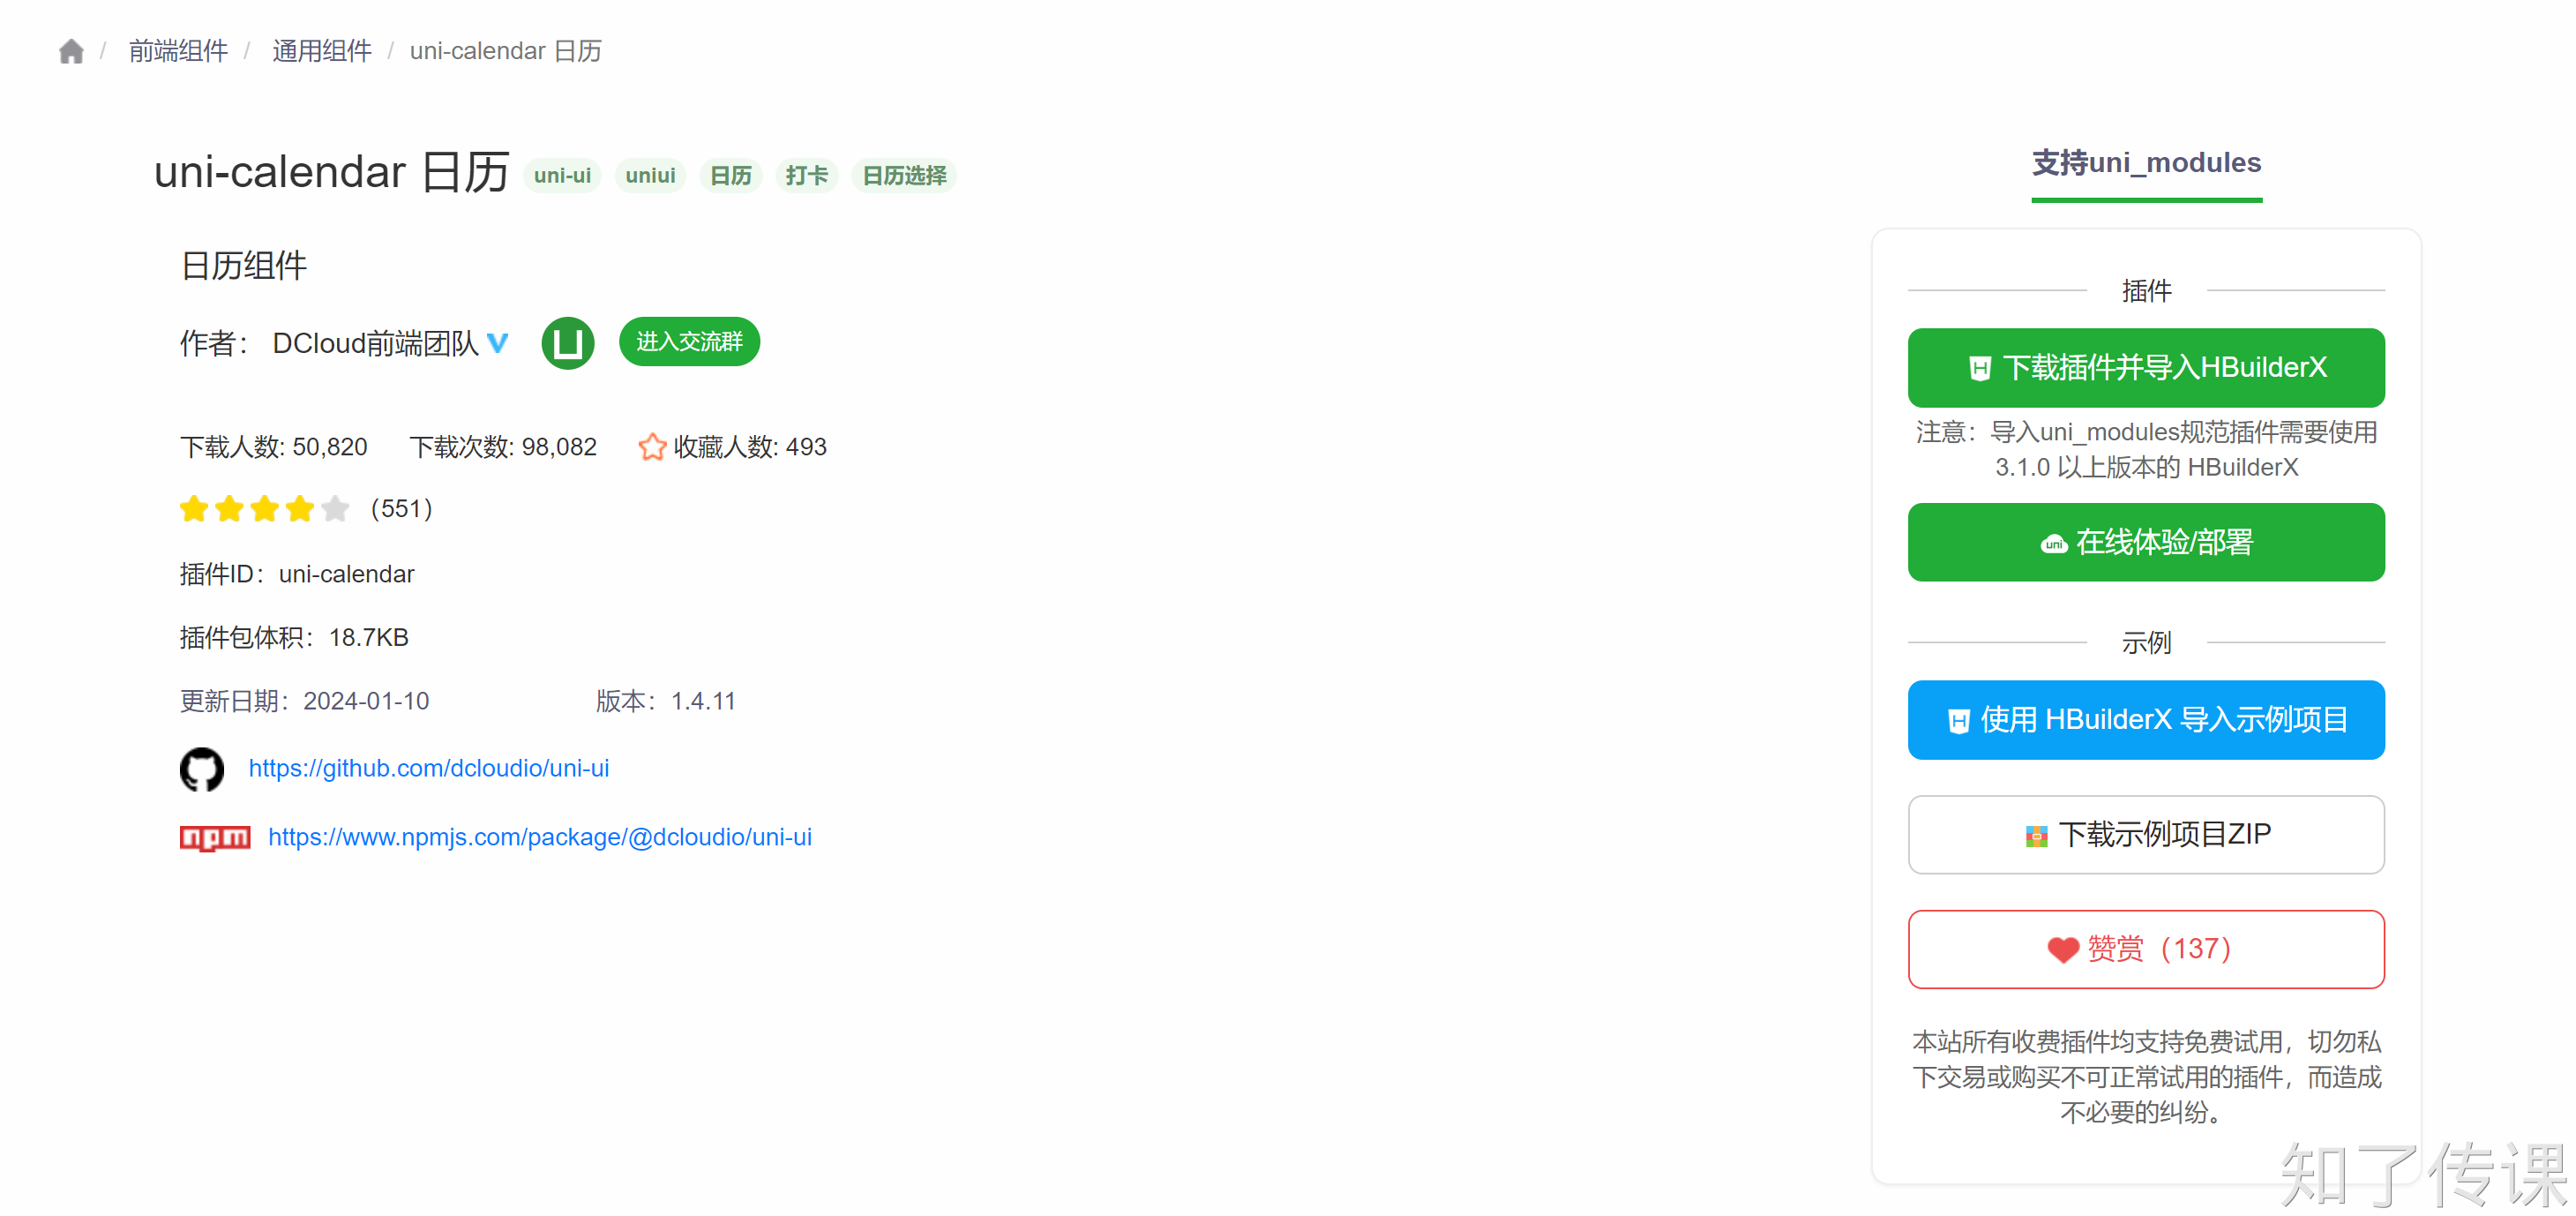 / 前端组件 / 通用组件 / uni-calendar 日历
uni-calendar 日历 uni-ui uniui 日历 打卡 日历选择
日历组件
作者： DCloud前端团队 进入交流群
下载人数: 50,820 下载次数: 98,082 收藏人数: 493
（551）
插件ID：uni-calendar
插件包体积：18.7KB
更新日期：2024-01-10 版本：1.4.11
https://github.com/dcloudio/uni-ui
npm https://www.npmjs.com/package/@dcloudio/uni-ui
支持uni_modules
插件
H 下载插件并导入HBuilderX
注意：导入uni_modules规范插件需要使用
3.1.0 以上版本的 HBuilderX
uni 在线体验/部署
示例
H 使用 HBuilderX 导入示例项目
下载示例项目ZIP
赞赏（137）
本站所有收费插件均支持免费试用，切勿私
下交易或购买不可正常试用的插件，而造成
不必要的纠纷。
知了传课